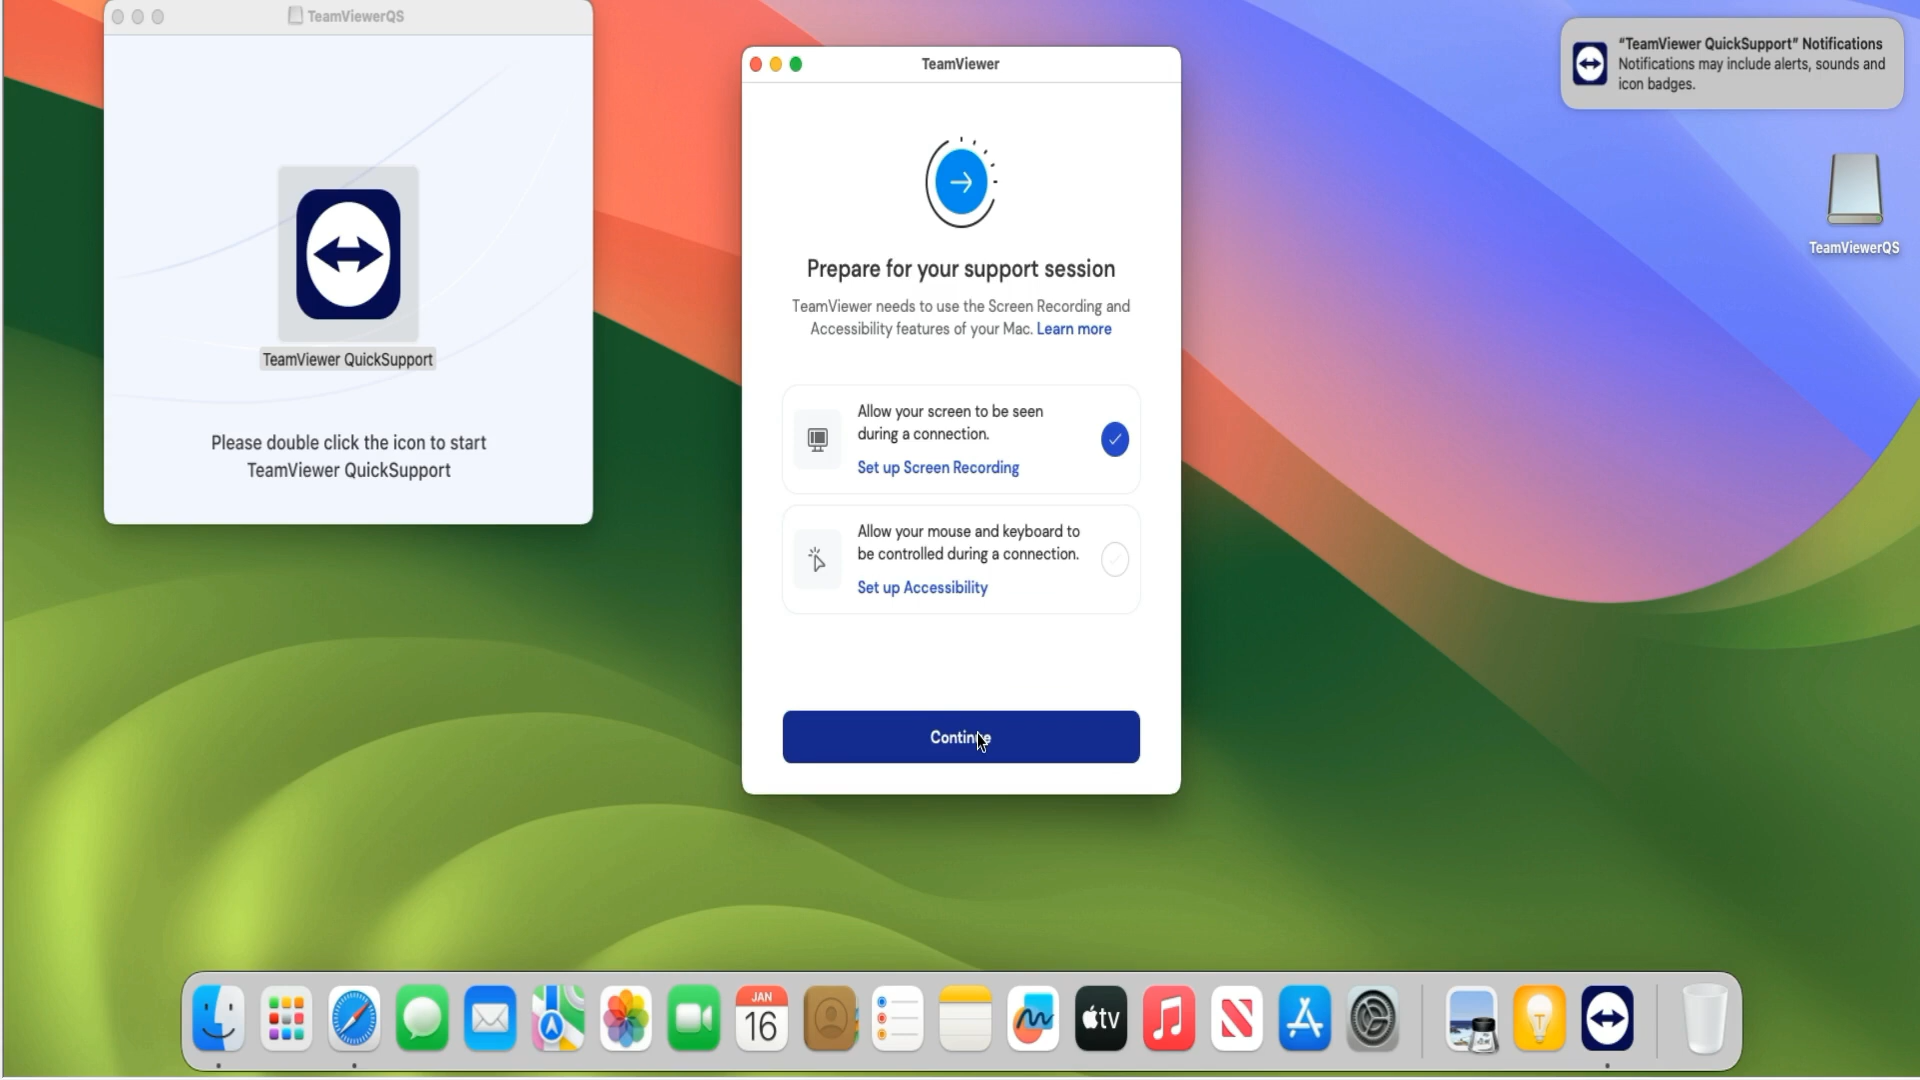 TeamViewerQS
TeamViewer QuickSupport
Please double click the icon to start
TeamViewer QuickSupport
TeamViewer
Prepare for your support session
TeamViewer needs to use the Screen Recording and
Accessibility features of your Mac. Learn more
Allow your screen to be seen
during a connection.
Set up Screen Recording
Allow your mouse and keyboard to
be controlled during a connection.
Set up Accessibility
Continue
"TeamViewer QuickSupport" Notifications
Notifications may include alerts, sounds and
icon badges.
TeamViewerQS
JAN
16
tv
T